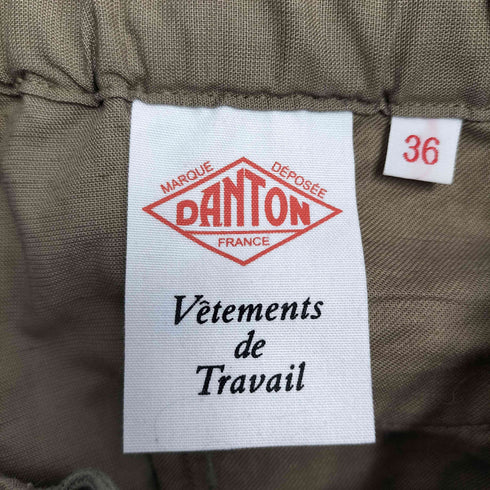 MARQUE DÉPOSÉE
DANTON
FRANCE
36
Vêtements
de
Travail